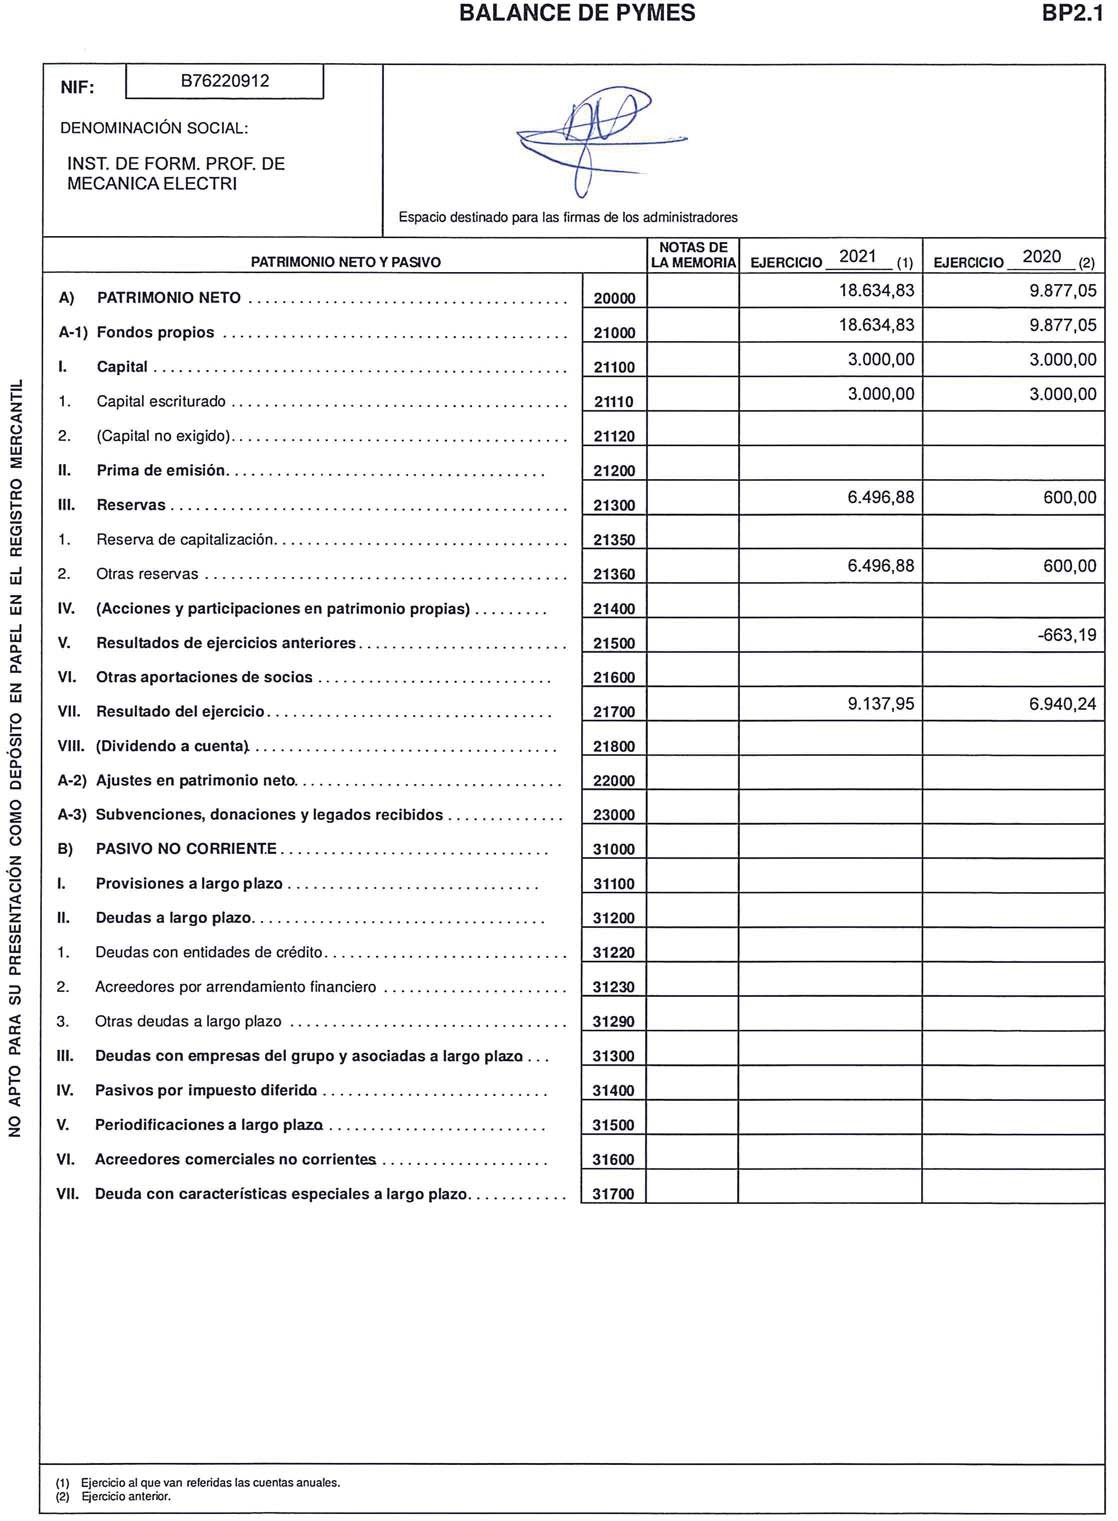 BALANCE DE PYMES BP2.1
NIF: B76220912
DENOMINACIÓN SOCIAL:
INST. DE FORM. PROF. DE
MECANICA ELECTRI
Espacio destinado para las firmas de los administradores
PATRIMONIO NETO Y PASIVO NOTAS DE LA MEMORIA EJERCICIO 2021 (1) EJERCICIO 2020 (2)
A) PATRIMONIO NETO 20000 18.634,83 9.877,05
A-1) Fondos propios 21000 18.634,83 9.877,05
I. Capital 21100 3.000,00 3.000,00
1. Capital escriturado 21110 3.000,00 3.000,00
2. (Capital no exigido) 21120
II. Prima de emisión 21200
III. Reservas 21300 6.496,88 600,00
1. Reserva de capitalización 21350
2. Otras reservas 21360 6.496,88 600,00
IV. (Acciones y participaciones en patrimonio propias) 21400
V. Resultados de ejercicios anteriores 21500 -663,19
VI. Otras aportaciones de socios 21600
VII. Resultado del ejercicio 21700 9.137,95 6.940,24
VIII. (Dividendo a cuenta) 21800
A-2) Ajustes en patrimonio neto 22000
A-3) Subvenciones, donaciones y legados recibidos 23000
B) PASIVO NO CORRIENTE 31000
I. Provisiones a largo plazo 31100
II. Deudas a largo plazo 31200
1. Deudas con entidades de crédito 31220
2. Acreedores por arrendamiento financiero 31230
3. Otras deudas a largo plazo 31290
III. Deudas con empresas del grupo y asociadas a largo plazo 31300
IV. Pasivos por impuesto diferido 31400
V. Periodificaciones a largo plazo 31500
VI. Acreedores comerciales no corrientes 31600
VII. Deuda con características especiales a largo plazo 31700
(1) Ejercicio al que van referidas las cuentas anuales.
(2) Ejercicio anterior.
NO APTO PARA SU PRESENTACIÓN COMO DEPÓSITO EN PAPEL EN EL REGISTRO MERCANTIL